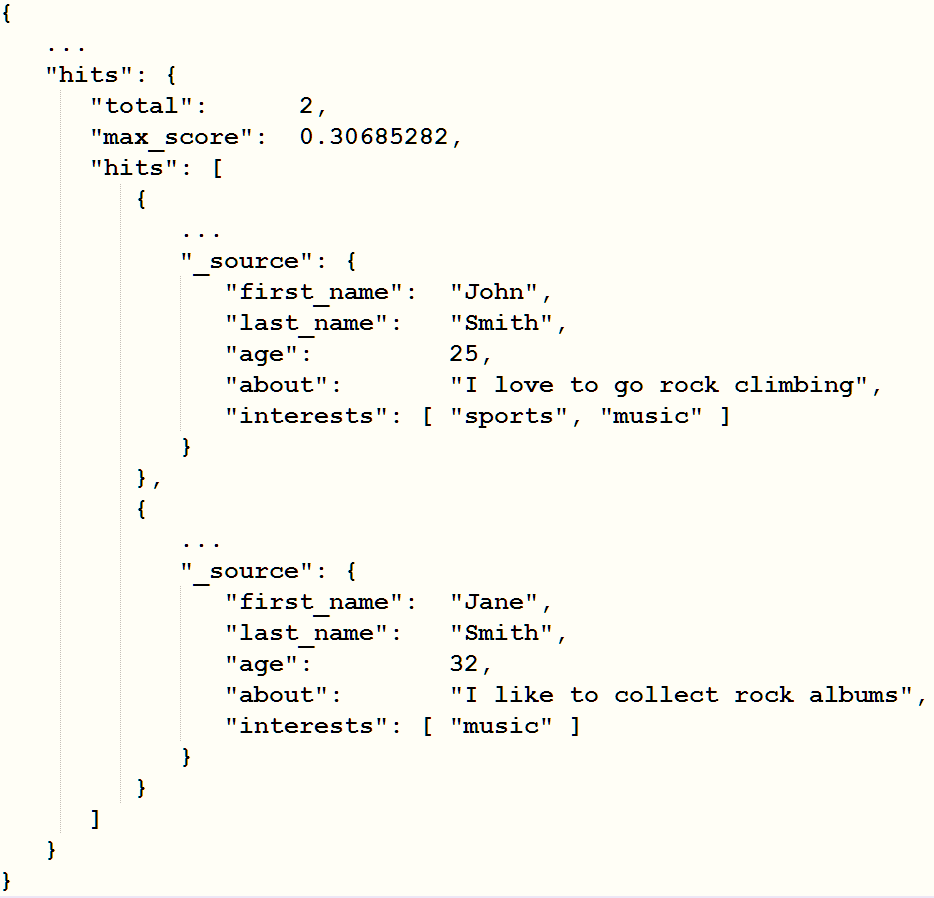 {
   ...
   "hits": {
      "total":      2,
      "max_score":  0.30685282,
      "hits": [
         {
            ...
            "_source": {
               "first_name":  "John",
               "last_name":   "Smith",
               "age":         25,
               "about":       "I love to go rock climbing",
               "interests": [ "sports", "music" ]
            }
         },
         {
            ...
            "_source": {
               "first_name":  "Jane",
               "last_name":   "Smith",
               "age":         32,
               "about":       "I like to collect rock albums",
               "interests": [ "music" ]
            }
         }
      ]
   }
}